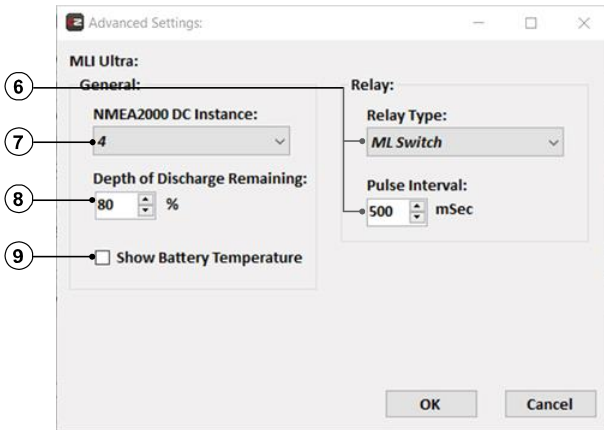 Advanced Settings:
MLI Ultra:
General:
Relay:
6
NMEA2000 DC Instance:
Relay Type:
7
4
ML Switch
Depth of Discharge Remaining:
Pulse Interval:
8
80 %
500 mSec
9
Show Battery Temperature
OK
Cancel